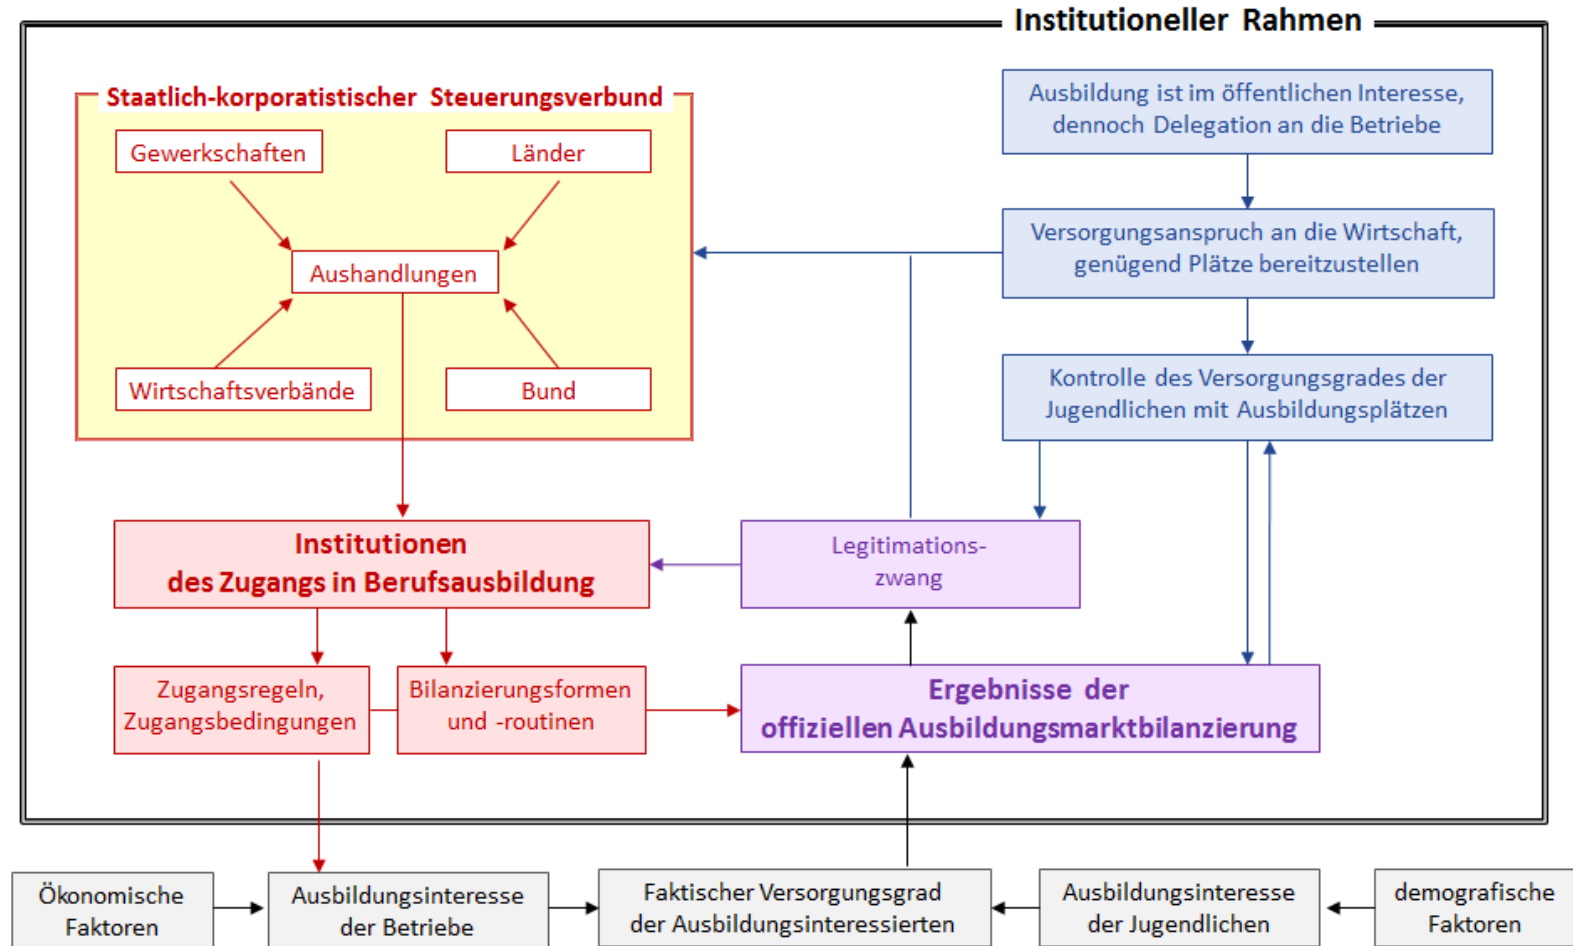 Institutioneller Rahmen
Staatlich-korporatistischer Steuerungsverbund
Gewerkschaften
Länder
Aushandlungen
Wirtschaftsverbände
Bund
Ausbildung ist im öffentlichen Interesse,
dennoch Delegation an die Betriebe
Versorgungsanspruch an die Wirtschaft,
genügend Plätze bereitzustellen
Kontrolle des Versorgungsgrades der
Jugendlichen mit Ausbildungsplätzen
Institutionen
des Zugangs in Berufsausbildung
Legitimations-
zwang
Zugangsregeln,
Zugangsbedingungen
Bilanzierungsformen
und -routinen
Ergebnisse der
offiziellen Ausbildungsmarktbilanzierung
Ökonomische
Faktoren
Ausbildungsinteresse
der Betriebe
Faktischer Versorgungsgrad
der Ausbildungsinteressierten
Ausbildungsinteresse
der Jugendlichen
demografische
Faktoren